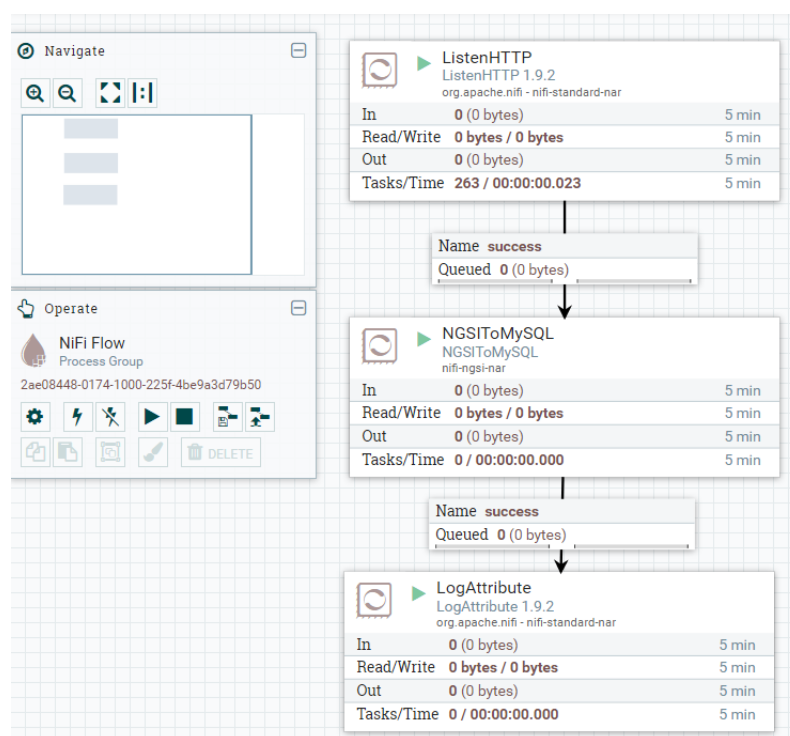 Navigate
Operate
NiFi Flow
Process Group
2ae08448-0174-1000-225f-4be9a3d79b50
DELETE
ListenHTTP
ListenHTTP 1.9.2
org.apache.nifi - nifi-standard-nar
In 0 (0 bytes) 5 min
Read/Write 0 bytes / 0 bytes 5 min
Out 0 (0 bytes) 5 min
Tasks/Time 263 / 00:00:00.023 5 min
Name success
Queued 0 (0 bytes)
NGSIToMySQL
NGSIToMySQL
nifi-ngsi-nar
In 0 (0 bytes) 5 min
Read/Write 0 bytes / 0 bytes 5 min
Out 0 (0 bytes) 5 min
Tasks/Time 0 / 00:00:00.000 5 min
Name success
Queued 0 (0 bytes)
LogAttribute
LogAttribute 1.9.2
org.apache.nifi - nifi-standard-nar
In 0 (0 bytes) 5 min
Read/Write 0 bytes / 0 bytes 5 min
Out 0 (0 bytes) 5 min
Tasks/Time 0 / 00:00:00.000 5 min